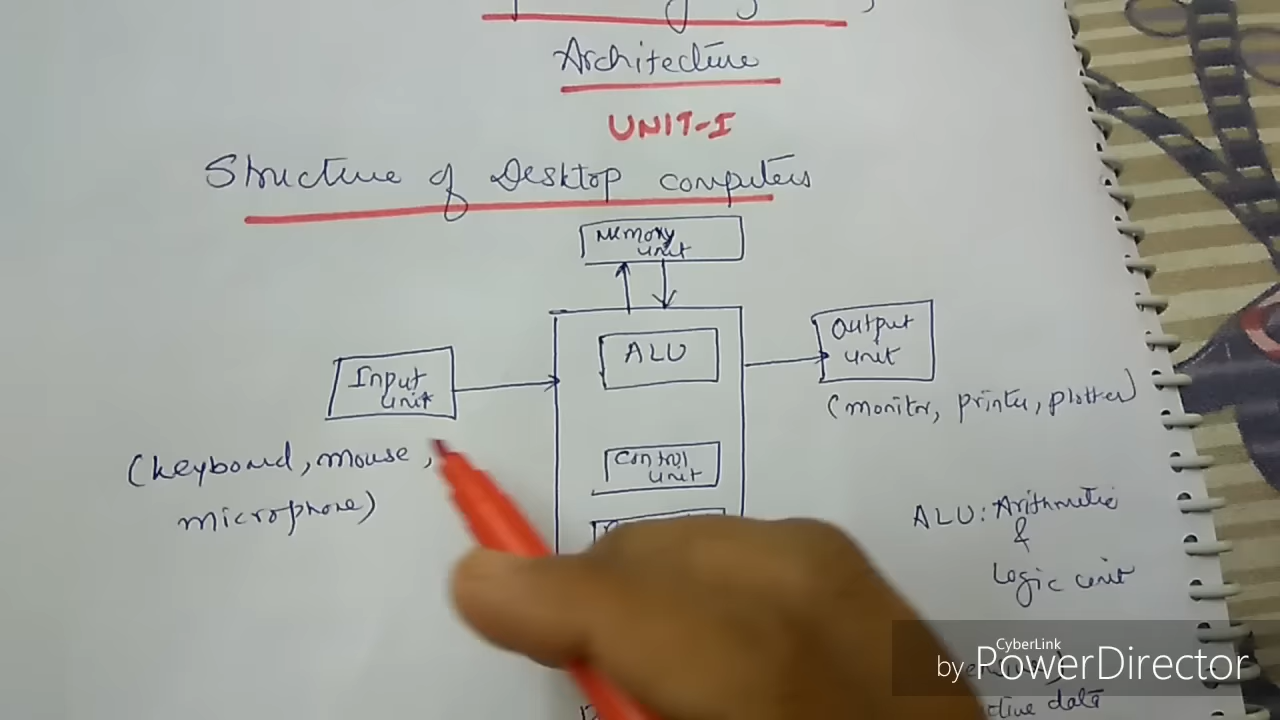 Architecture
UNIT-I
Structure of Desktop computers
Memory
unit
ALU
Output
unit
Input
unit
(monitor, printer, plotter)
(keyboard, mouse,
microphone)
control
unit
ALU: Arithmetic
&
Logic unit
data
CyberLink
by PowerDirector